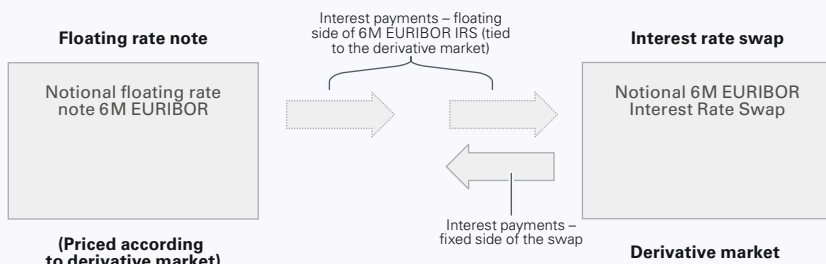 Floating rate note
Interest payments – floating
side of 6M EURIBOR IRS (tied
to the derivative market)
Interest rate swap
Notional floating rate
note 6M EURIBOR
Notional 6M EURIBOR
Interest Rate Swap
Interest payments –
fixed side of the swap
(Priced according
to derivative market)
Derivative market